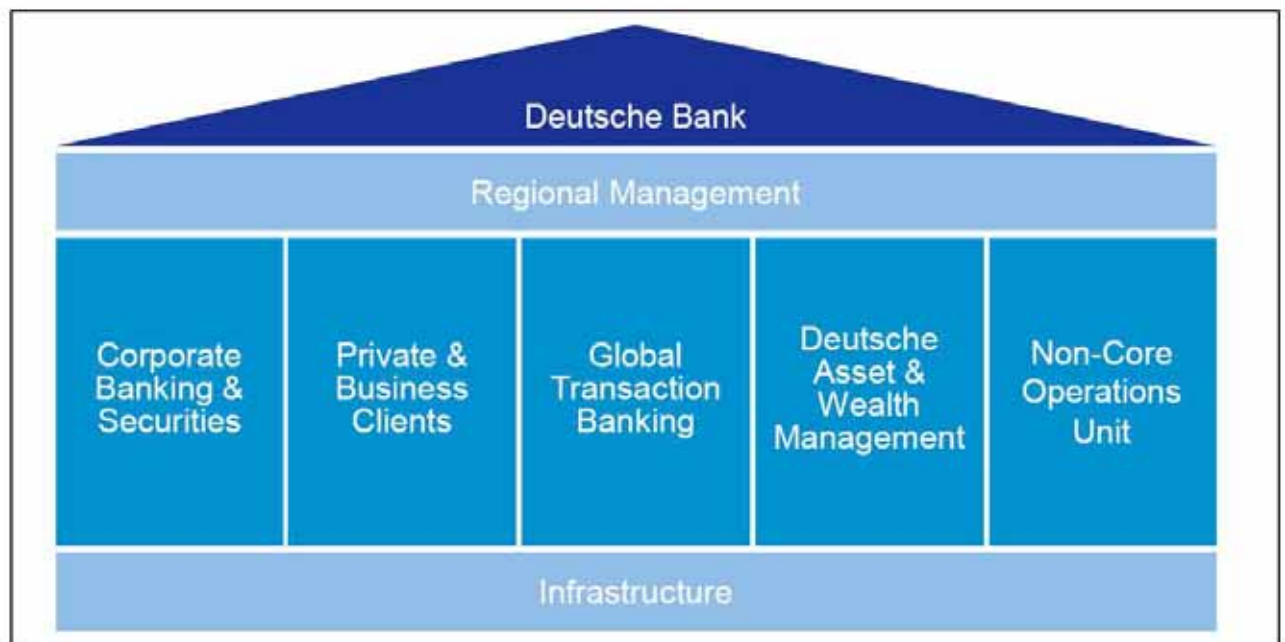 Deutsche Bank
Regional Management
Corporate
Banking &
Securities
Private &
Business
Clients
Global
Transaction
Banking
Deutsche
Asset &
Wealth
Management
Non-Core
Operations
Unit
Infrastructure